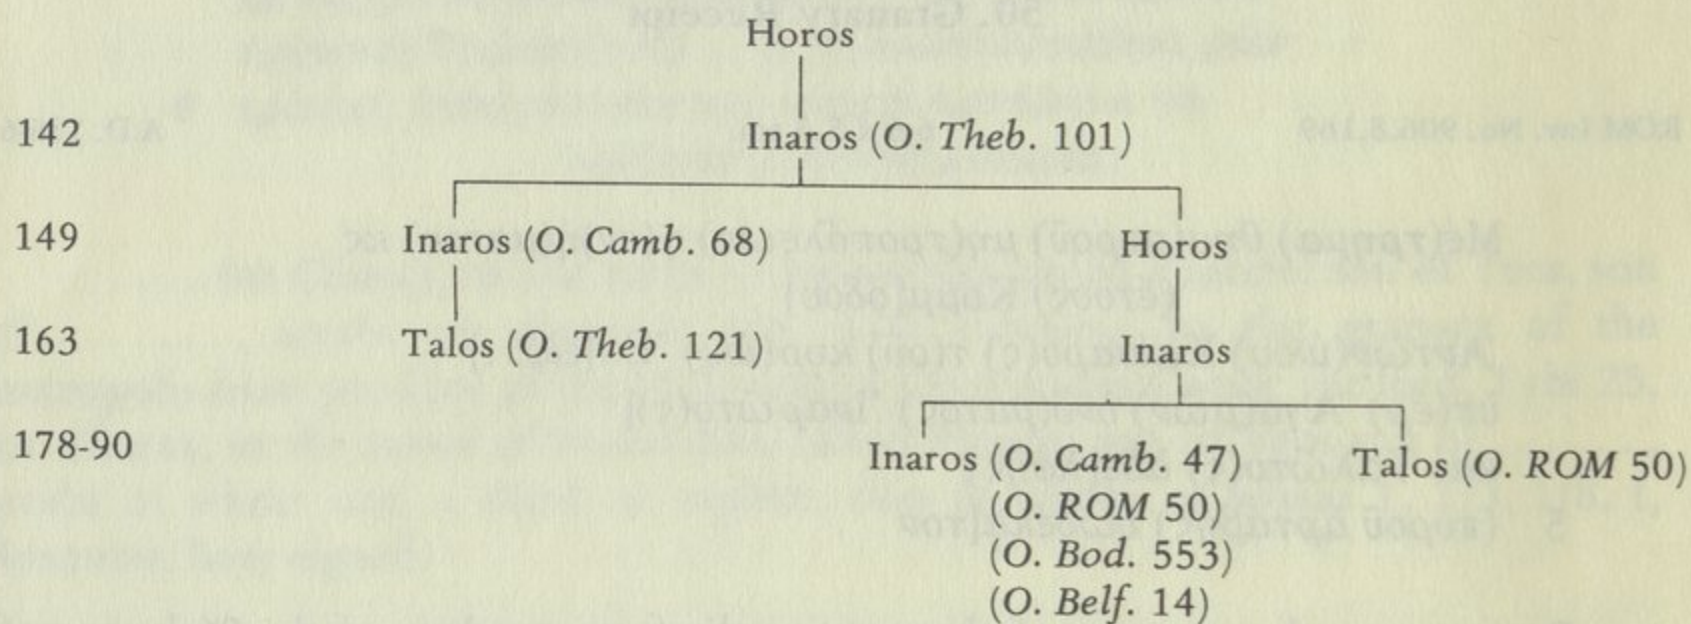 Horos
142 Inaros (O. Theb. 101)
149 Inaros (O. Camb. 68) Horos
163 Talos (O. Theb. 121) Inaros
178-90 Inaros (O. Camb. 47) Talos (O. ROM 50)
(O. ROM 50)
(O. Bod. 553)
(O. Belf. 14)